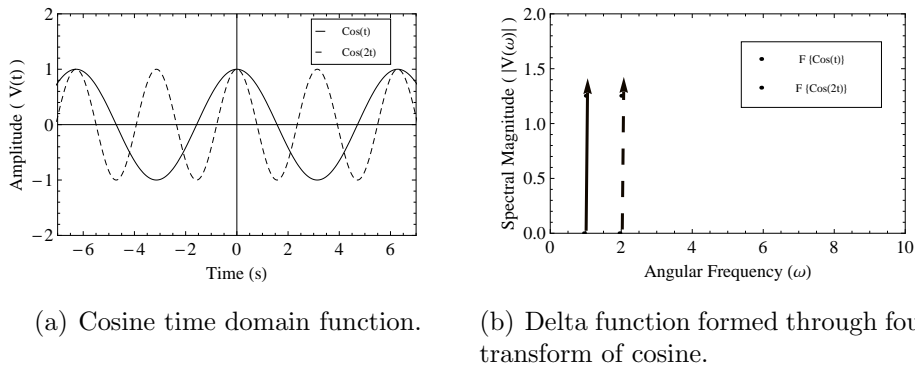 2
1
0
−1
−2
Amplitude ( V(t) )
−6 −4 −2 0 2 4 6
Time (s)
Cos(t)
Cos(2t)
2.0
1.5
1.0
0.5
0.0
Spectral Magnitude ( |V(ω)| )
0 2 4 6 8 10
Angular Frequency (ω)
F {Cos(t)}
F {Cos(2t)}
(a) Cosine time domain function.
(b) Delta function formed through fou
transform of cosine.